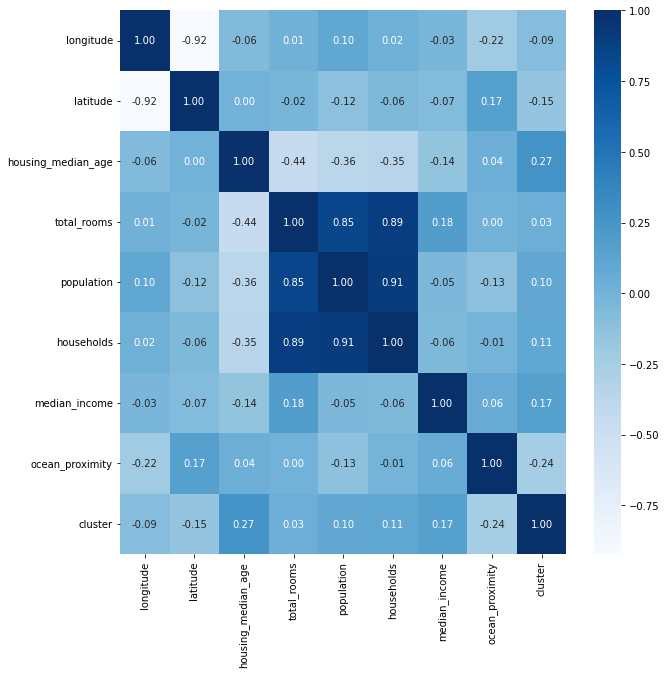 longitude 1.00 -0.92 -0.06 0.01 0.10 0.02 -0.03 -0.22 -0.09
latitude -0.92 1.00 0.00 -0.02 -0.12 -0.06 -0.07 0.17 -0.15
housing_median_age -0.06 0.00 1.00 -0.44 -0.36 -0.35 -0.14 0.04 0.27
total_rooms 0.01 -0.02 -0.44 1.00 0.85 0.89 0.18 0.00 0.03
population 0.10 -0.12 -0.36 0.85 1.00 0.91 -0.05 -0.13 0.10
households 0.02 -0.06 -0.35 0.89 0.91 1.00 -0.06 -0.01 0.11
median_income -0.03 -0.07 -0.14 0.18 -0.05 -0.06 1.00 0.06 0.17
ocean_proximity -0.22 0.17 0.04 0.00 -0.13 -0.01 0.06 1.00 -0.24
cluster -0.09 -0.15 0.27 0.03 0.10 0.11 0.17 -0.24 1.00
longitude
latitude
housing_median_age
total_rooms
population
households
median_income
ocean_proximity
cluster
1.00
0.75
0.50
0.25
0.00
-0.25
-0.50
-0.75